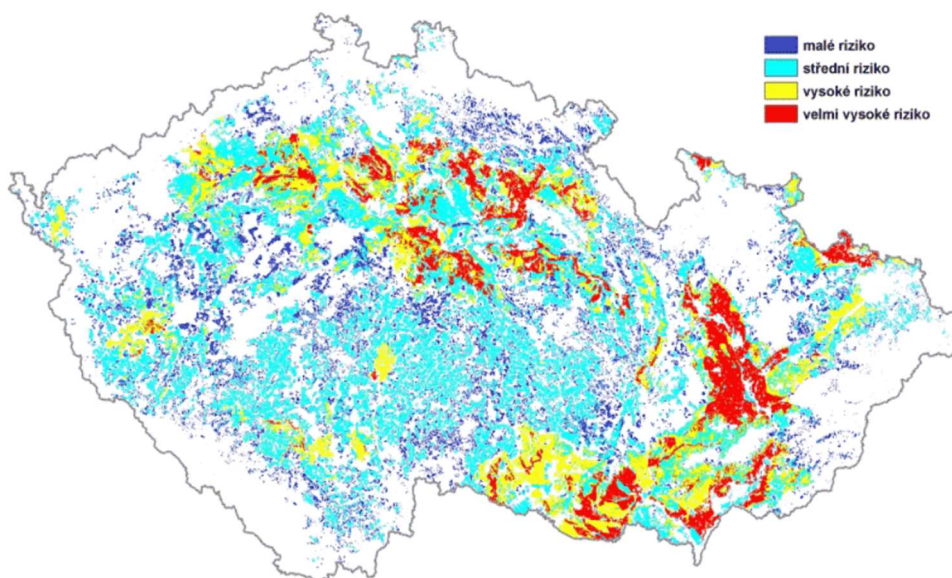 malé riziko
střední riziko
vysoké riziko
velmi vysoké riziko